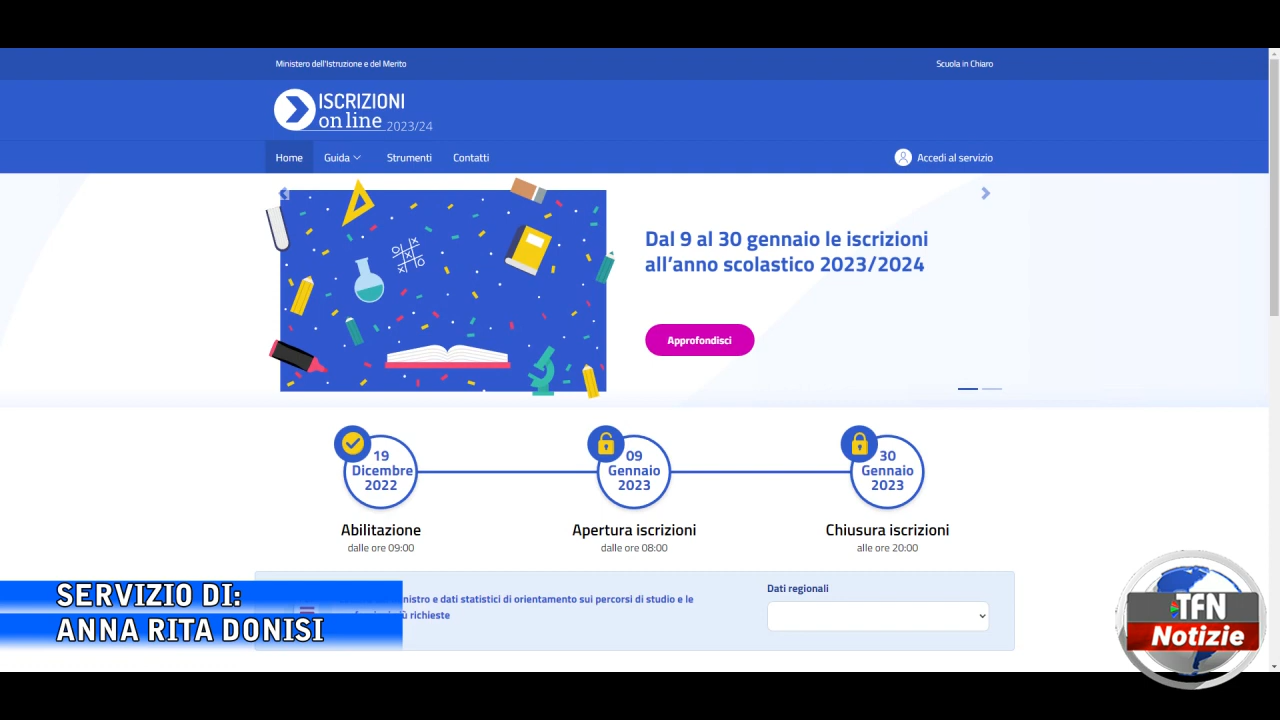 Ministero dell'Istruzione e del Merito
Scuola in Chiaro
ISCRIZIONI
on line 2023/24
Home
Guida
Strumenti
Contatti
Accedi al servizio
Dal 9 al 30 gennaio le iscrizioni
all'anno scolastico 2023/2024
Approfondisci
19
Dicembre
2022
09
Gennaio
2023
30
Gennaio
2023
Abilitazione
dalle ore 09:00
Apertura iscrizioni
dalle ore 08:00
Chiusura iscrizioni
alle ore 20:00
e dati statistici di orientamento sui percorsi di studio e le
richieste
Dati regionali
SERVIZIO DI:
ANNA RITA DONISI
TFN
Notizie